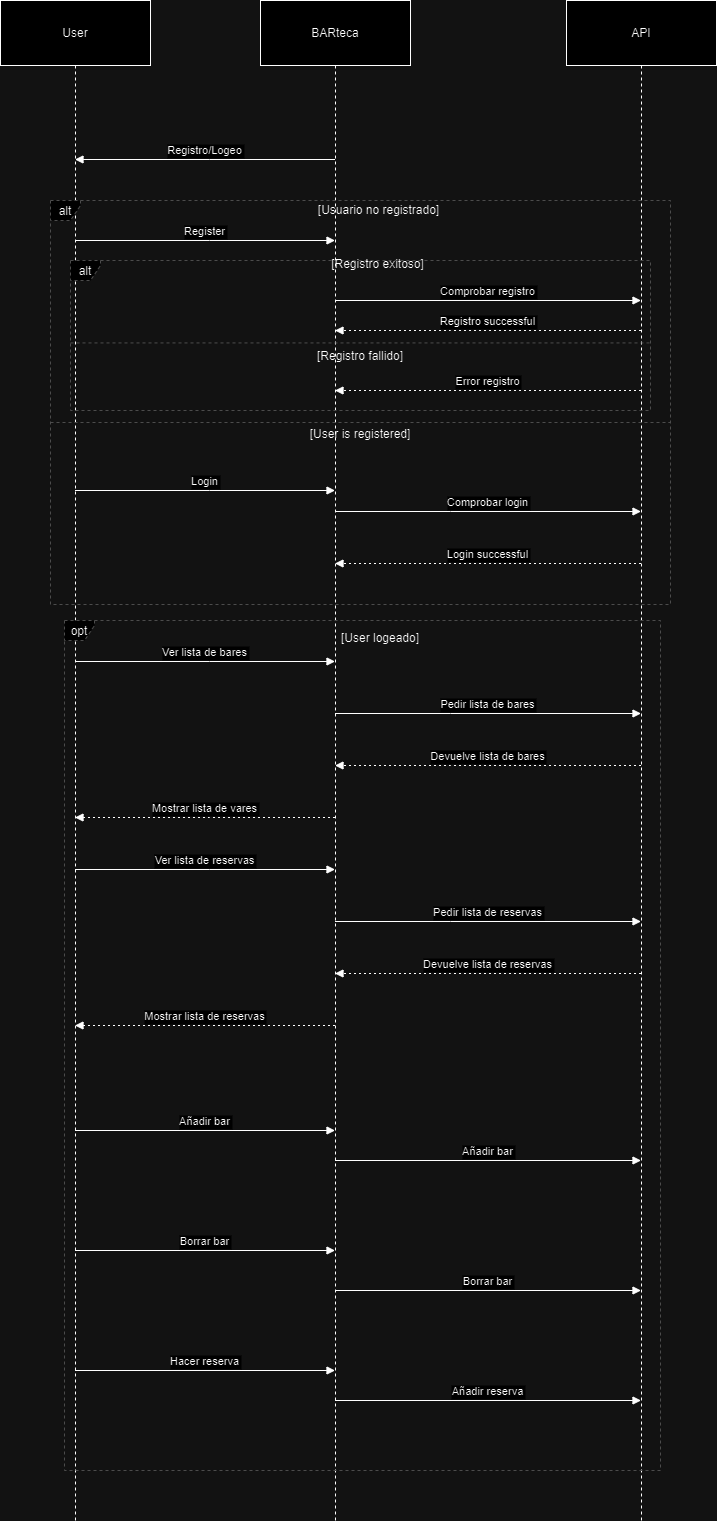 User
BARteca
API
Registro/Logeo
alt
[Usuario no registrado]
Register
alt
[Registro exitoso]
Comprobar registro
Registro successful
[Registro fallido]
Error registro
[User is registered]
Login
Comprobar login
Login successful
opt
[User logeado]
Ver lista de bares
Pedir lista de bares
Devuelve lista de bares
Mostrar lista de vares
Ver lista de reservas
Pedir lista de reservas
Devuelve lista de reservas
Mostrar lista de reservas
Añadir bar
Añadir bar
Borrar bar
Borrar bar
Hacer reserva
Añadir reserva